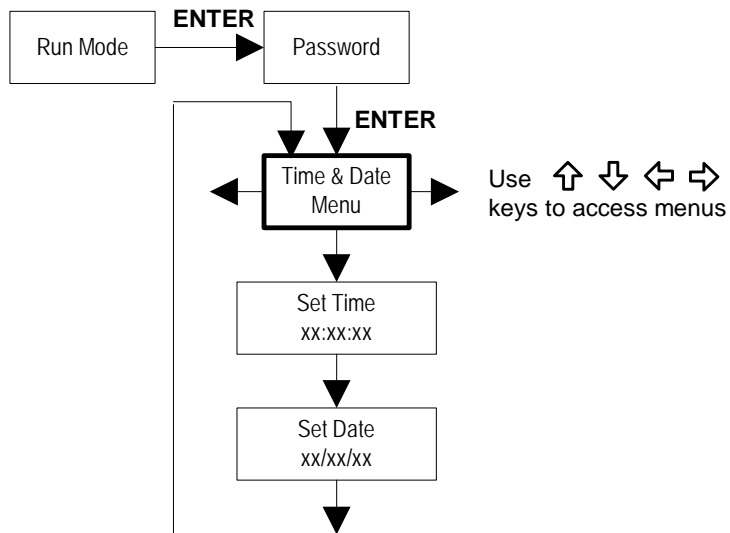 ENTER
Run Mode
Password
ENTER
Time & Date
Menu
Use ⇧ ⇩ ⇦ ⇨
keys to access menus
Set Time
xx:xx:xx
Set Date
xx/xx/xx